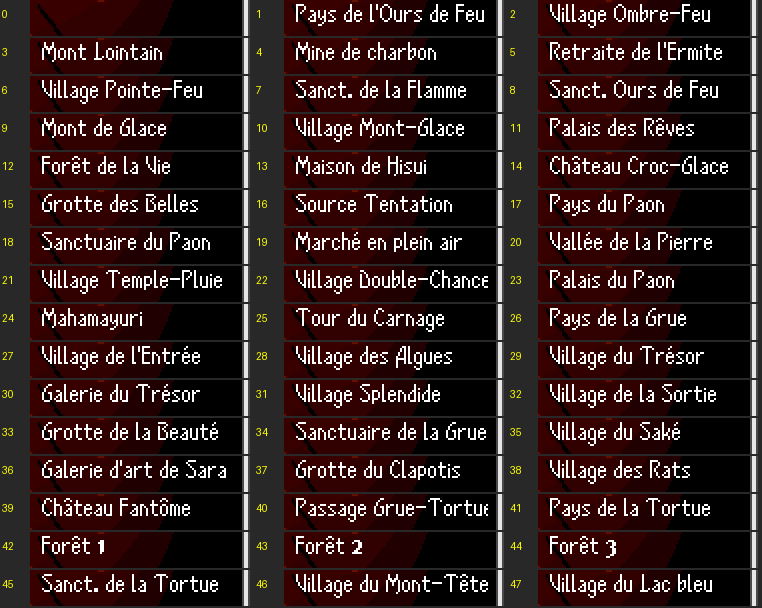 0 1 Pays de l'Ours de Feu 2 Village Ombre-Feu
3 Mont Lointain 4 Mine de charbon 5 Retraite de l'Ermite
6 Village Pointe-Feu 7 Sanct. de la Flamme 8 Sanct. Ours de Feu
9 Mont de Glace 10 Village Mont-Glace 11 Palais des Rêves
12 Forêt de la Vie 13 Maison de Hisui 14 Château Croc-Glace
15 Grotte des Belles 16 Source Tentation 17 Pays du Paon
18 Sanctuaire du Paon 19 Marché en plein air 20 Vallée de la Pierre
21 Village Temple-Pluie 22 Village Double-Chance 23 Palais du Paon
24 Mahamayuri 25 Tour du Carnage 26 Pays de la Grue
27 Village de l'Entrée 28 Village des Algues 29 Village du Trésor
30 Galerie du Trésor 31 Village Splendide 32 Village de la Sortie
33 Grotte de la Beauté 34 Sanctuaire de la Grue 35 Village du Saké
36 Galerie d'art de Sara 37 Grotte du Clapotis 38 Village des Rats
39 Château Fantôme 40 Passage Grue-Tortue 41 Pays de la Tortue
42 Forêt 1 43 Forêt 2 44 Forêt 3
45 Sanct. de la Tortue 46 Village du Mont-Tête 47 Village du Lac bleu